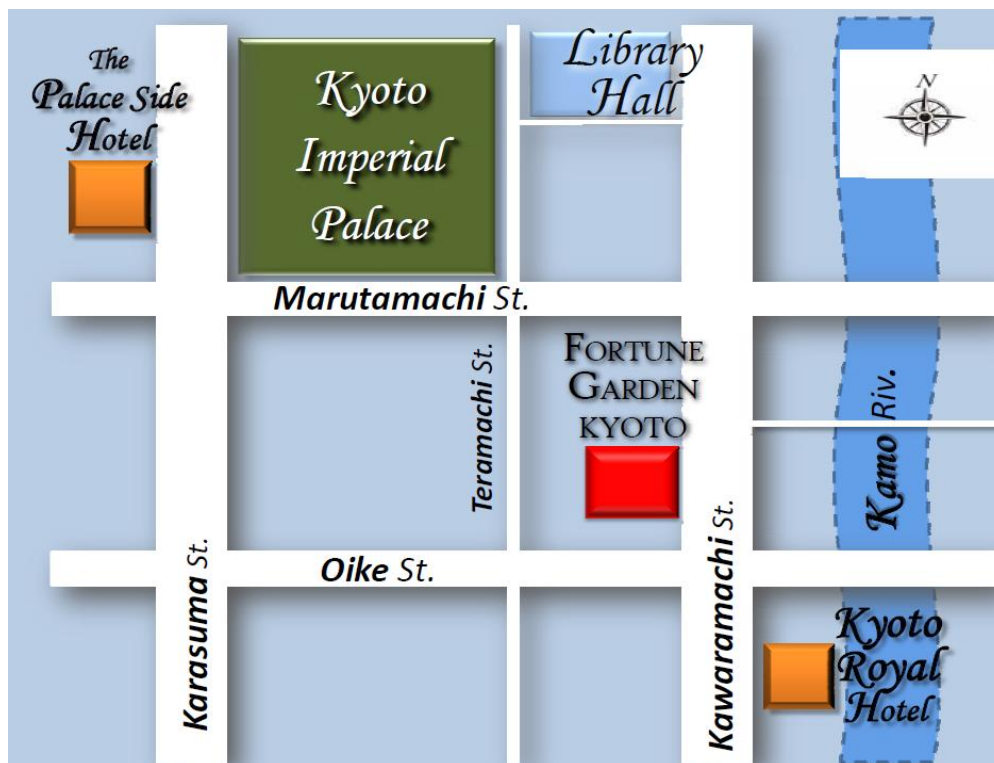 The
Palace Side
Hotel
Kyoto
Imperial
Palace
Library
Hall
N
Marutamachi St.
FORTUNE
GARDEN
KYOTO
Teramachi St.
Kamo Riv.
Oike St.
Karasuma St.
Kawaramachi St.
Kyoto
Royal
Hotel